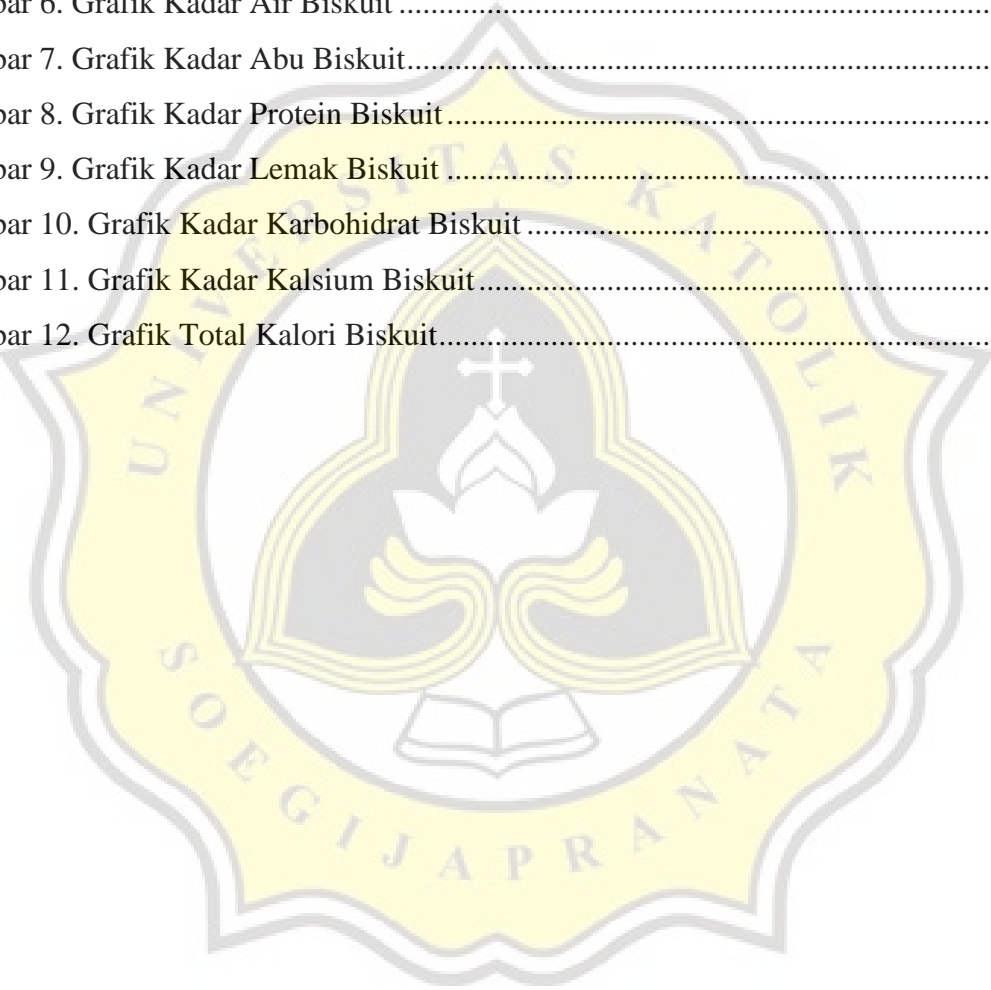 bar 6. Grafik Kadar Air Biskuit ....................................................................
bar 7. Grafik Kadar Abu Biskuit..................................................................
bar 8. Grafik Kadar Protein Biskuit .............................................................
bar 9. Grafik Kadar Lemak Biskuit .............................................................
bar 10. Grafik Kadar Karbohidrat Biskuit ...................................................
bar 11. Grafik Kadar Kalsium Biskuit .........................................................
bar 12. Grafik Total Kalori Biskuit..............................................................
UNIVERSITAS KATOLIK
SOEGIJAPRANATA